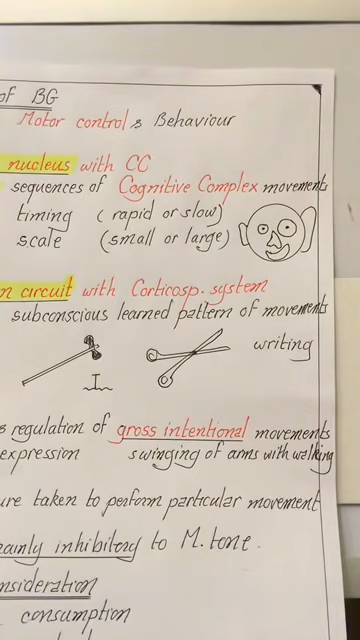 of BG
Motor control & Behaviour
nucleus with CC
sequences of Cognitive Complex movements
timing (rapid or slow)
scale (small or large)
circuit with Corticosp. system
subconscious learned pattern of movements
writing
regulation of gross intentional movements
expression swinging of arms with walking
taken to perform particular movement
inhibitory to M. tone.
consumption